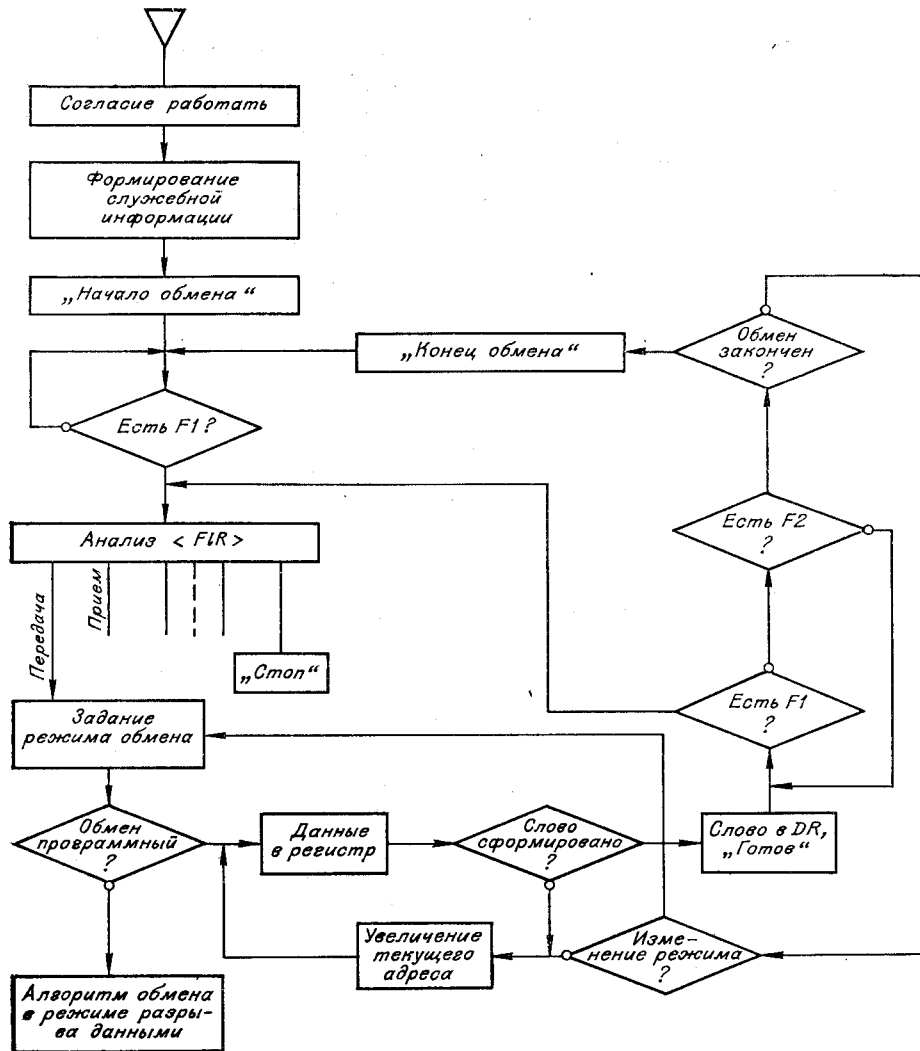 Согласие работать
Формирование
служебной
информации
„Начало обмена“
„Конец обмена“
Обмен
закончен
?
Есть F1?
Есть F2
?
Анализ < FIR >
Передача
Прием
„Стоп“
Есть F1
?
Задание
режима обмена
Обмен
программный
?
Данные
в регистр
Слово
сформировано
?
Слово в DR,
„Готов“
Увеличение
текущего
адреса
Изме-
нение режима
?
Алгоритм обмена
в режиме разры-
ва данными